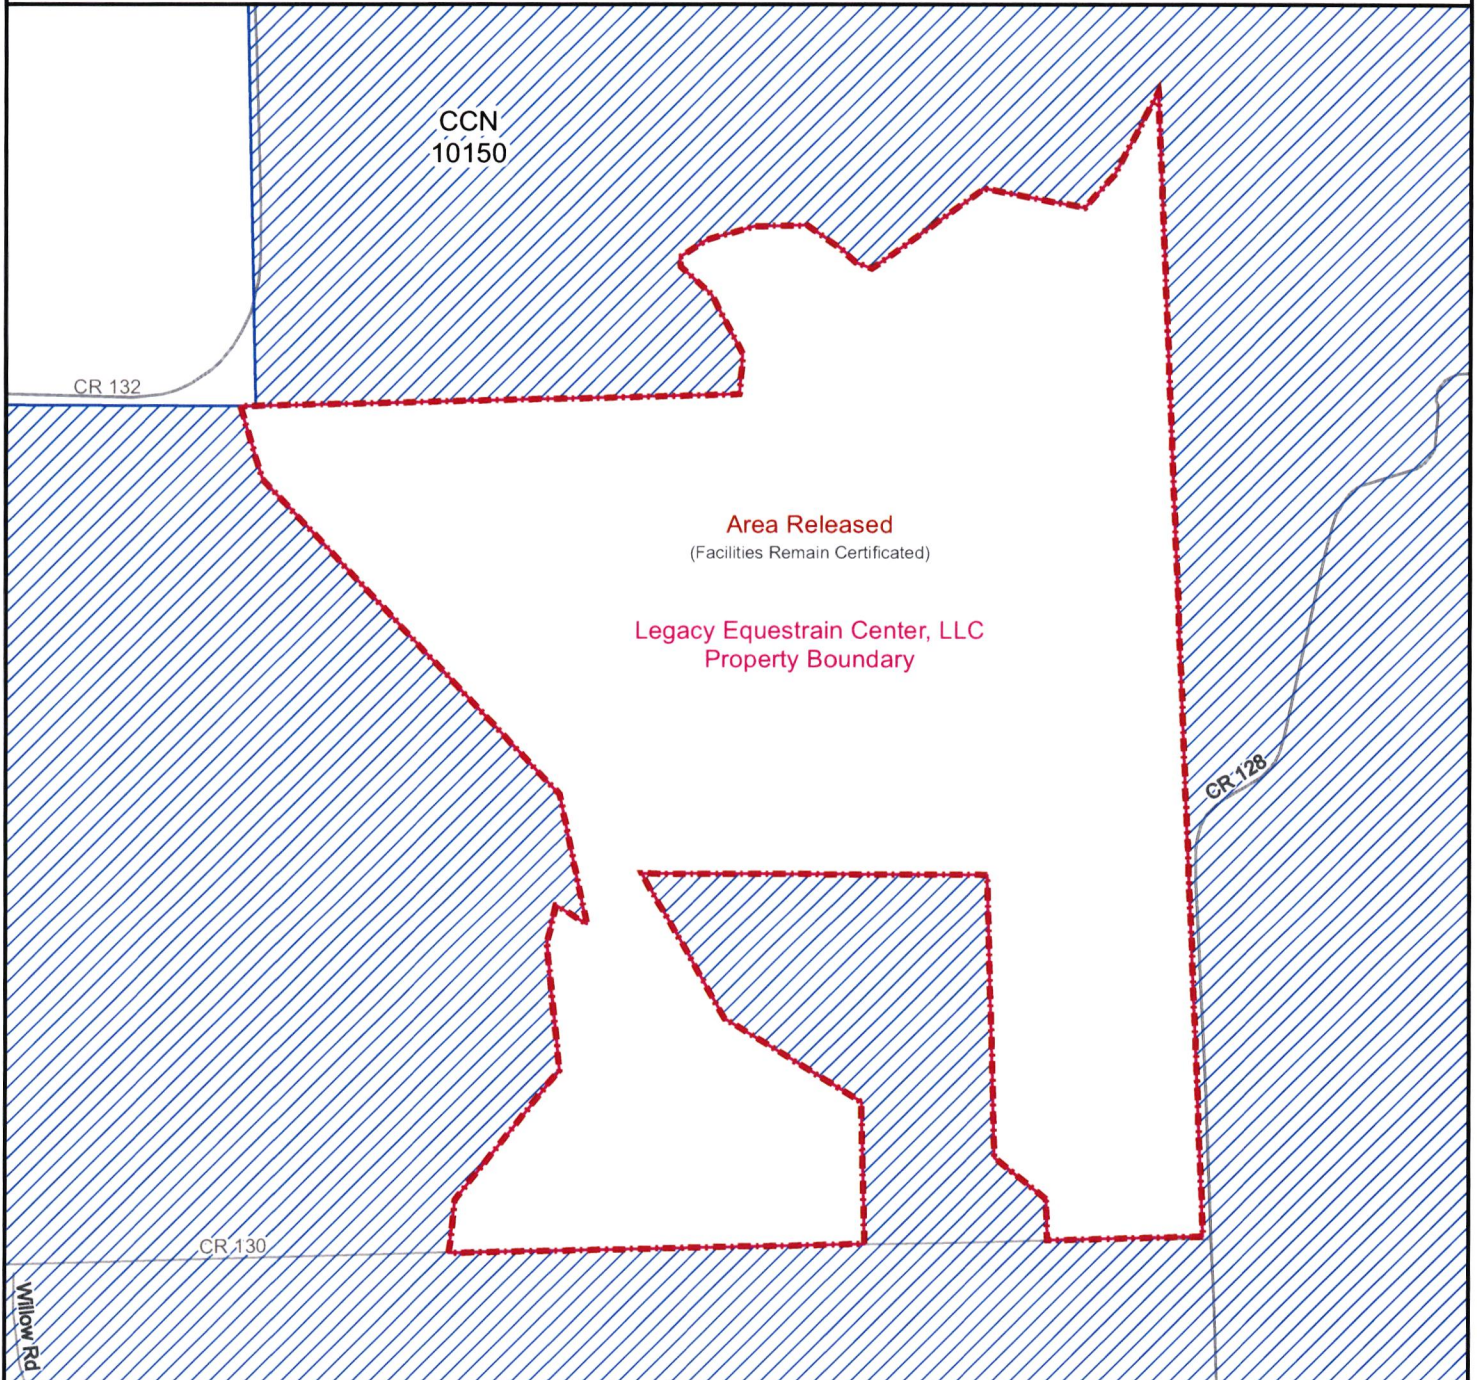 CCN
10150
CR 132
Area Released
(Facilities Remain Certificated)
Legacy Equestrain Center, LLC
Property Boundary
CR 128
CR 130
Willow Rd